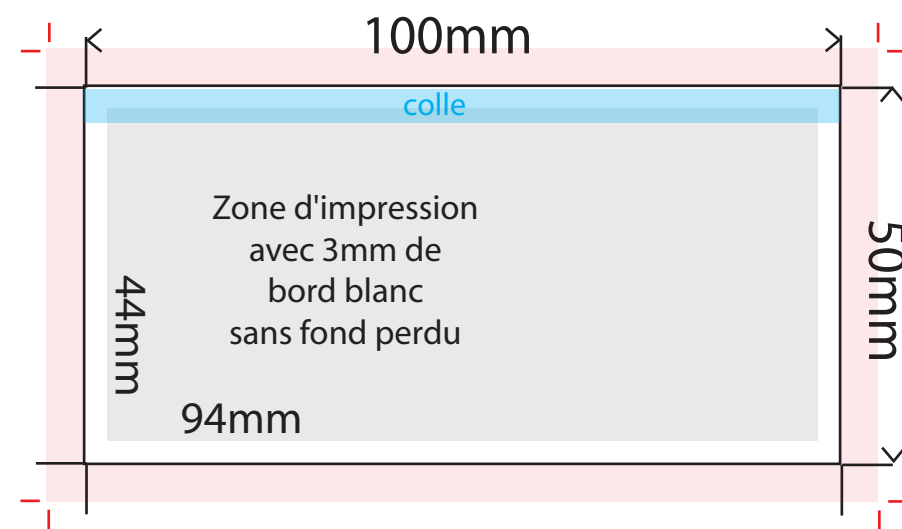 100mm
colle
Zone d'impression
avec 3mm de
bord blanc
sans fond perdu
44mm
94mm
50mm